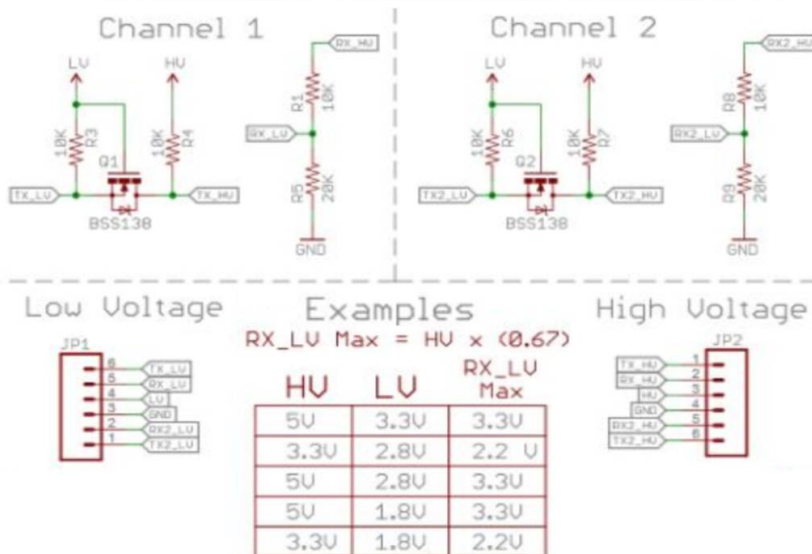 Channel 1
LV
HV
RX_HV
R1
10K
10K
R3
10K
R4
RX_LV
Q1
TX_LV
TX_HV
BSS138
R5
20K
GND
Channel 2
LV
HV
RX2_HV
R8
10K
10K
R6
10K
R7
RX2_LV
Q2
TX2_LV
TX2_HV
BSS138
R9
20K
GND
Low Voltage
JP1
6 TX_LV
5 RX_LV
4 LV
3 GND
2 RX2_LV
1 TX2_LV
Examples
RX_LV Max = HV x (0.67)
HV LV RX_LV Max
5V 3.3V 3.3V
3.3V 2.8V 2.2 V
5V 2.8V 3.3V
5V 1.8V 3.3V
3.3V 1.8V 2.2V
High Voltage
JP2
TX_HV 1
RX_HV 2
HV 3
GND 4
RX2_HV 5
TX2_HV 6